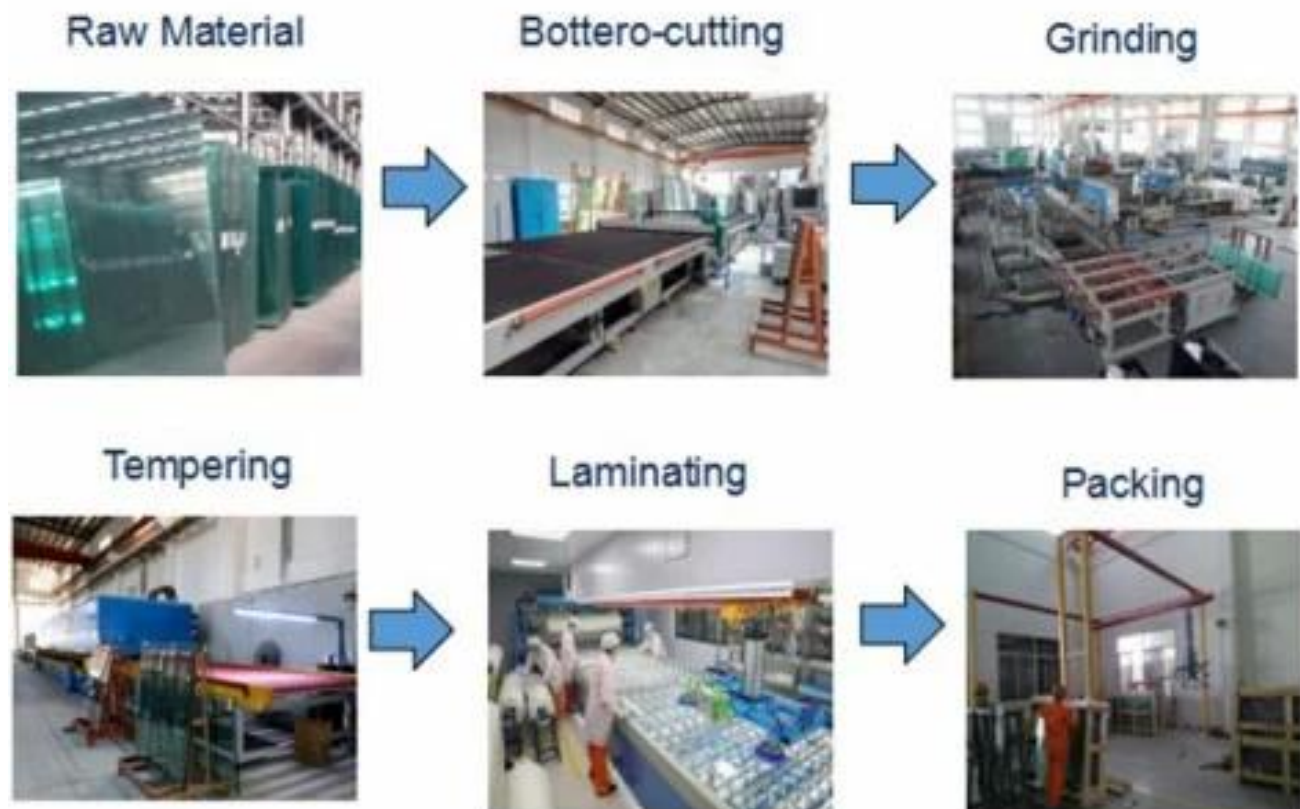 Raw Material
Bottero-cutting
Grinding
Tempering
Laminating
Packing